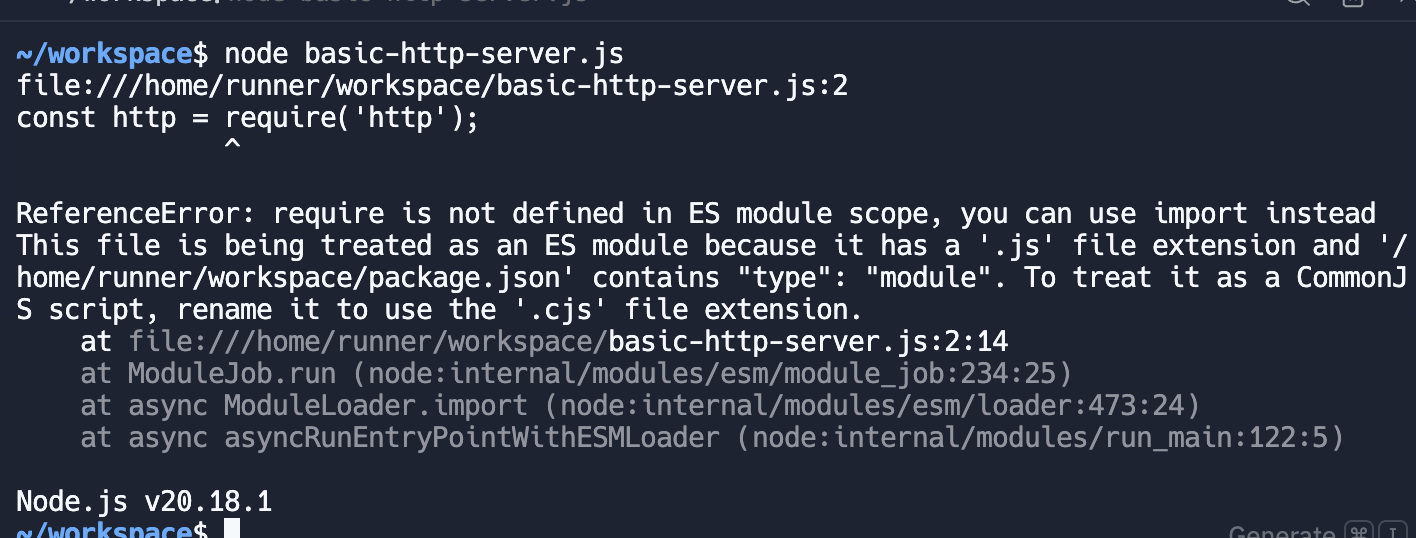 ~/workspace$ node basic-http-server.js
file:///home/runner/workspace/basic-http-server.js:2
const http = require('http');
             ^
ReferenceError: require is not defined in ES module scope, you can use import instead
This file is being treated as an ES module because it has a '.js' file extension and '/
home/runner/workspace/package.json' contains "type": "module". To treat it as a CommonJ
S script, rename it to use the '.cjs' file extension.
    at file:///home/runner/workspace/basic-http-server.js:2:14
    at ModuleJob.run (node:internal/modules/esm/module_job:234:25)
    at async ModuleLoader.import (node:internal/modules/esm/loader:473:24)
    at async asyncRunEntryPointWithESMLoader (node:internal/modules/run_main:122:5)
Node.js v20.18.1
~/workspace$
Generate ⌘ I